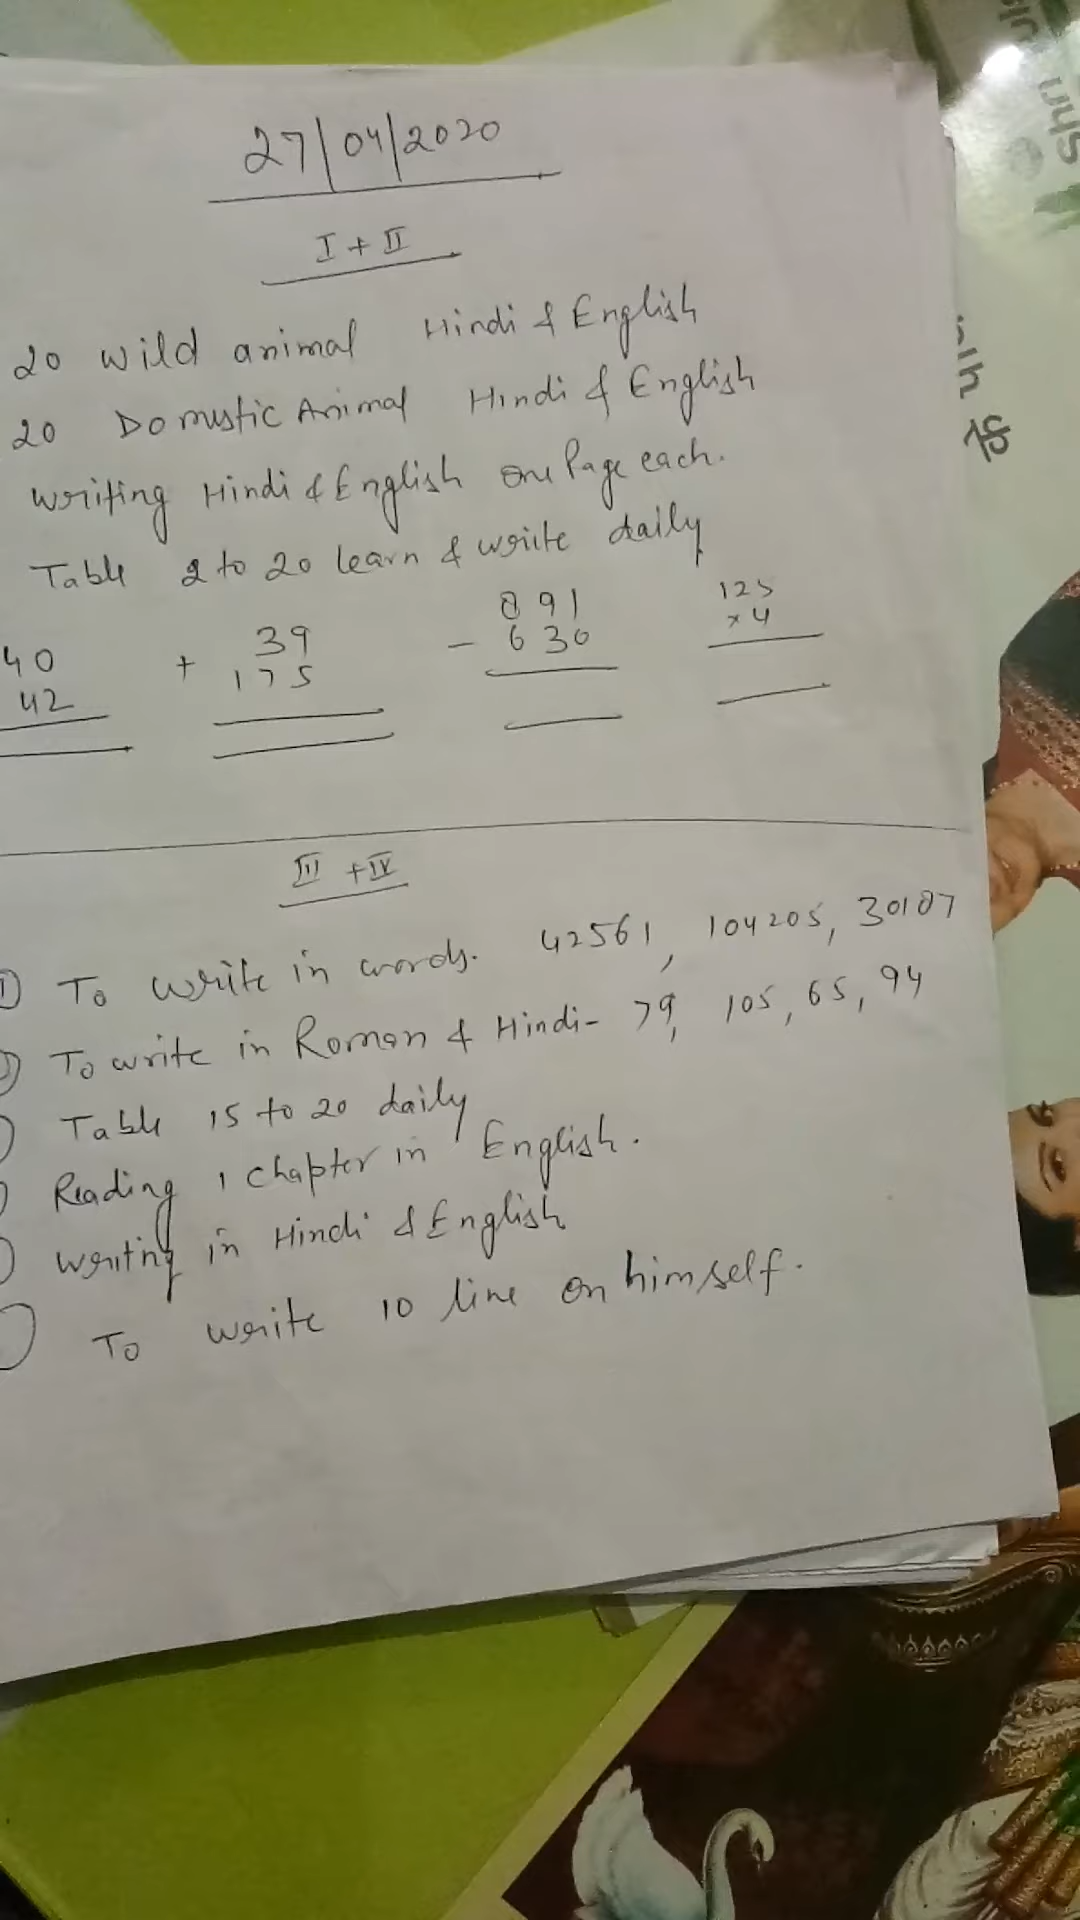 27/04/2020
I + II
20 Wild animal Hindi & English
20 Domestic Animal Hindi & English
Writing Hindi & English one Page each.
Table 2 to 20 learn & write daily
40 + 39 - 891 125
42 175 630 × 4
III + IV
① To write in words. 42561, 104205, 30107
To write in Roman & Hindi - 79, 105, 65, 94
Table 15 to 20 daily
Reading 1 chapter in English.
Writing in Hindi & English
To write 10 line on himself.